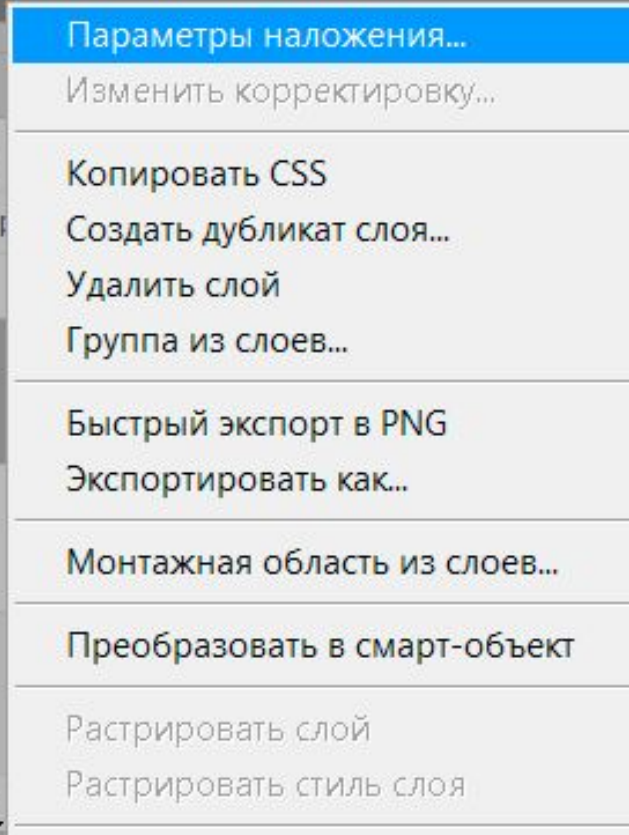 Параметры наложения...
Изменить корректировку...
Копировать CSS
Создать дубликат слоя...
Удалить слой
Группа из слоев...
Быстрый экспорт в PNG
Экспортировать как...
Монтажная область из слоев...
Преобразовать в смарт-объект
Растрировать слой
Растрировать стиль слоя